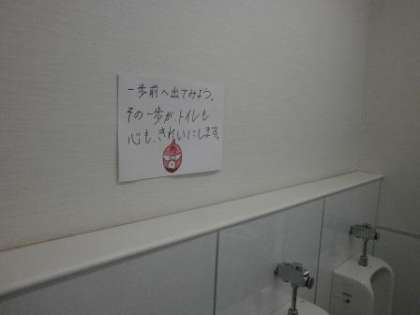 一歩前へ出てみよう。
その一歩が トイレも
心も、きれいにします。